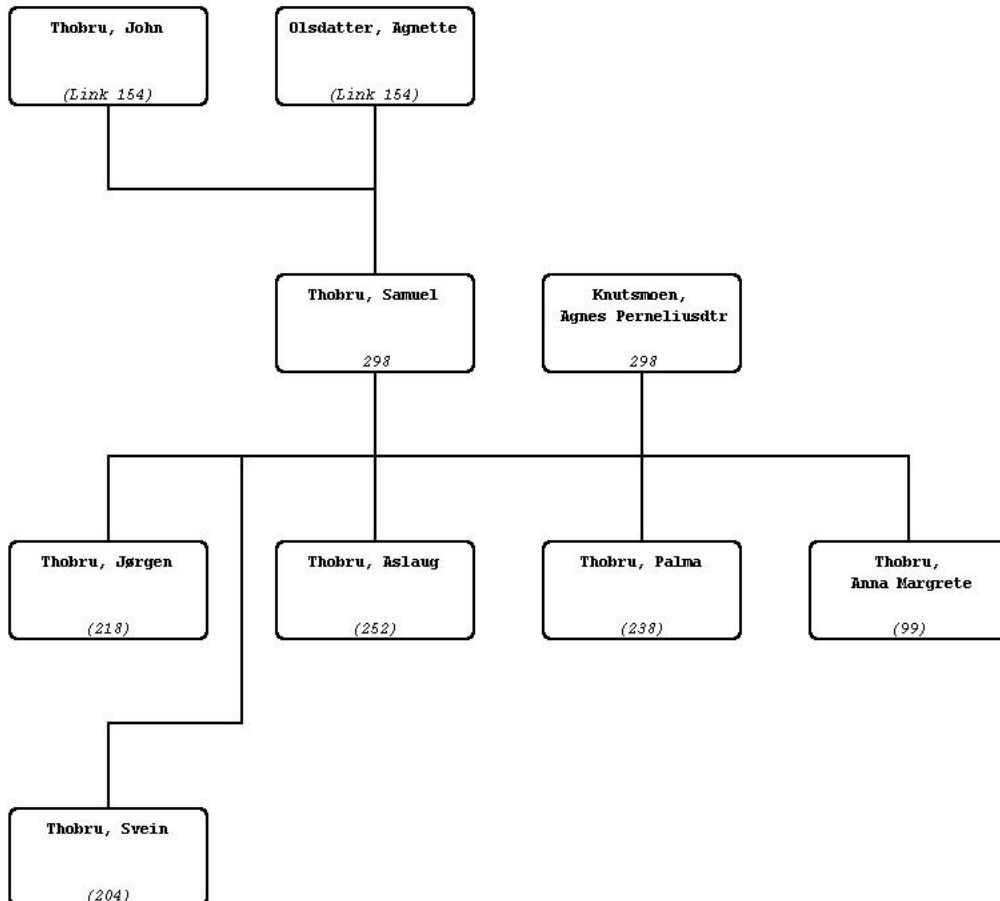 Thobru, John
(Link 154)
Olsdatter, Agnette
(Link 154)
Thobru, Samuel
298
Knutsmoen,
Agnes Perneliusdtr
298
Thobru, Jørgen
(218)
Thobru, Aslaug
(252)
Thobru, Palma
(238)
Thobru,
Anna Margrete
(99)
Thobru, Svein
(204)